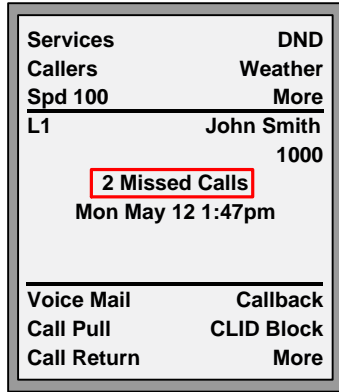 Services DND
Callers Weather
Spd 100 More
L1 John Smith
1000
2 Missed Calls
Mon May 12 1:47pm
Voice Mail Callback
Call Pull CLID Block
Call Return More